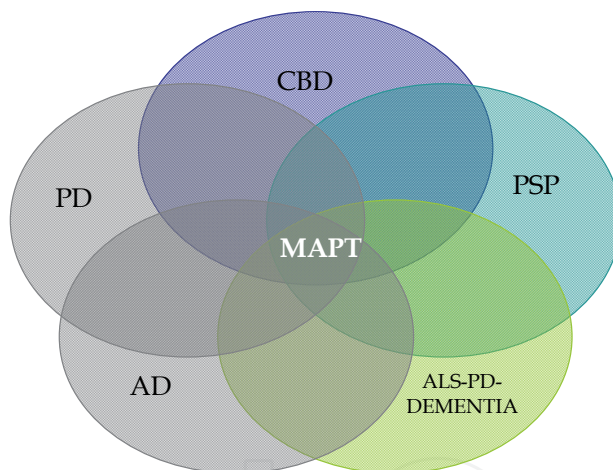 CBD
PSP
PD
MAPT
AD
ALS-PD-
DEMENTIA